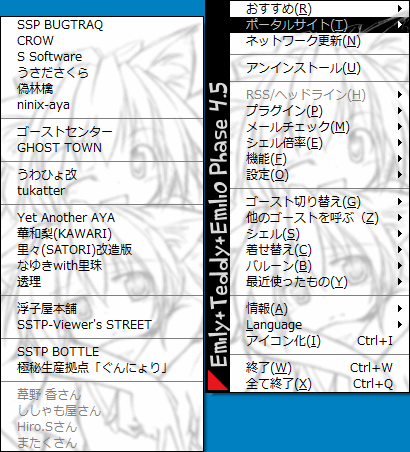 SSP BUGTRAQ
CROW
S Software
うさださくら
偽林檎
ninix-aya
ゴーストセンター
GHOST TOWN
うわひょ改
tukatter
Yet Another AYA
華和梨(KAWARI)
里々(SATORI)改造版
なゆきwith里珠
透理
浮子屋本舗
SSTP-Viewer's STREET
SSTP BOTTLE
極秘生産拠点「ぐんにょり」
葦野 香さん
ししゃも屋さん
Hiro.Sさん
またくさん
Emily+Teddy+Emilio Phase 4.5
おすすめ(R)
ポータルサイト(T)
ネットワーク更新(N)
アンインストール(U)
RSS/ヘッドライン(H)
プラグイン(P)
メールチェック(M)
シェル倍率(E)
機能(F)
設定(O)
ゴースト切り替え(G)
他のゴーストを呼ぶ (Z)
シェル(S)
着せ替え(C)
バルーン(B)
最近使ったもの(Y)
情報(A)
Language
アイコン化(I) Ctrl+I
終了(W) Ctrl+W
全て終了(X) Ctrl+Q